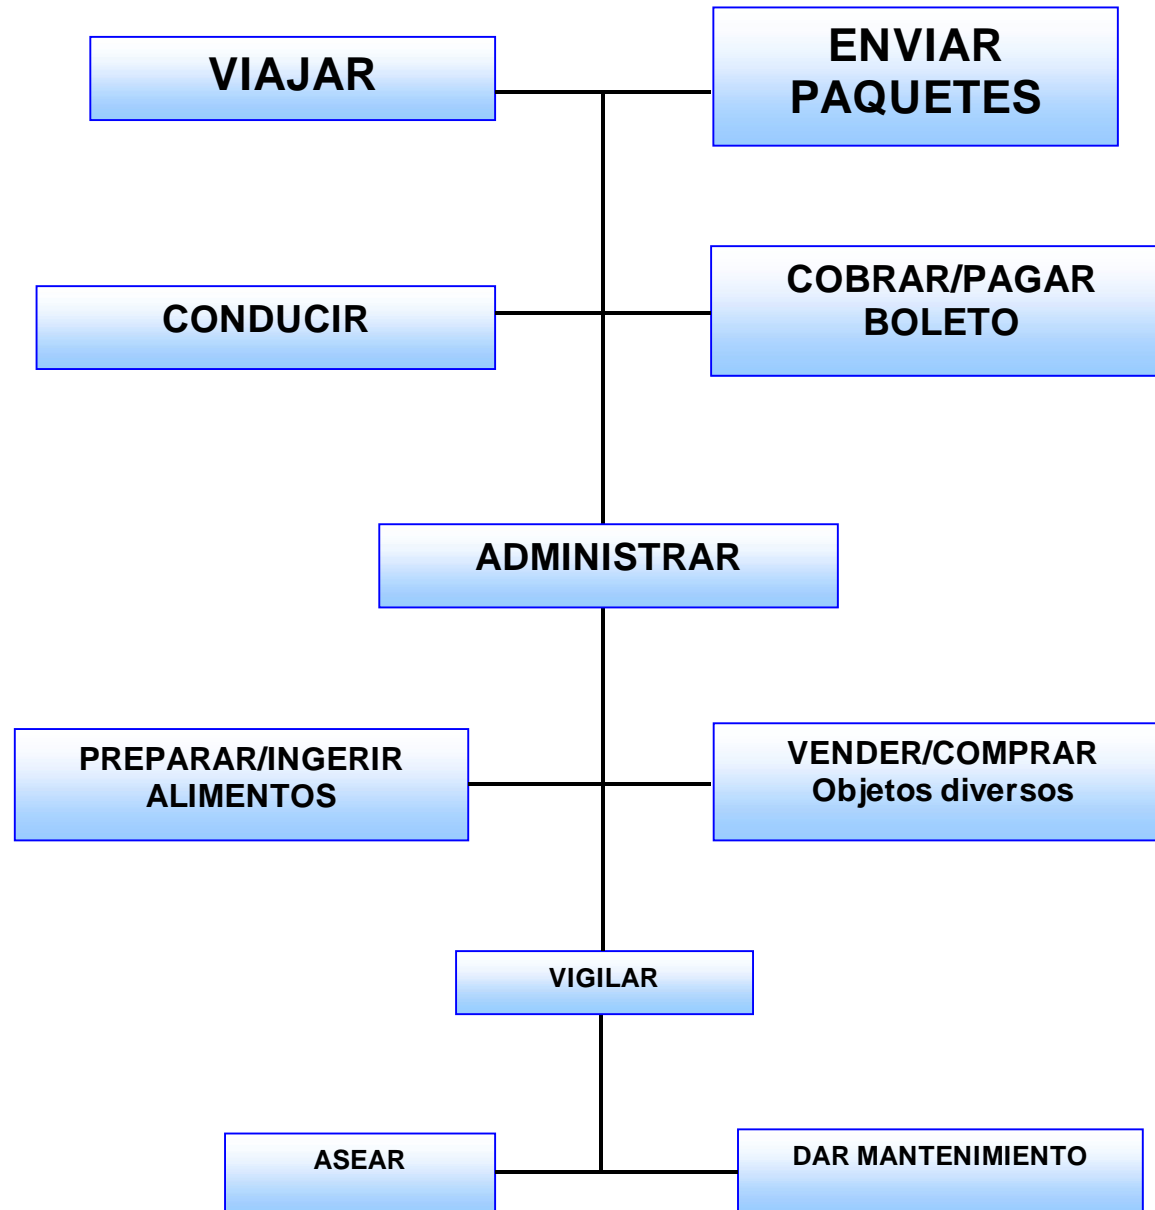 VIAJAR
ENVIAR
PAQUETES
CONDUCIR
COBRAR/PAGAR
BOLETO
ADMINISTRAR
PREPARAR/INGERIR
ALIMENTOS
VENDER/COMPRAR
Objetos diversos
VIGILAR
ASEAR
DAR MANTENIMIENTO